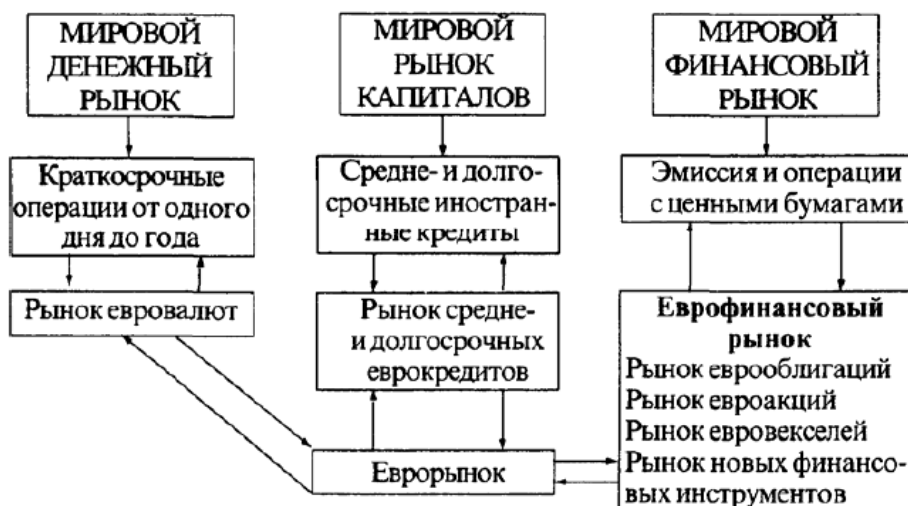 МИРОВОЙ
ДЕНЕЖНЫЙ
РЫНОК
МИРОВОЙ
РЫНОК
КАПИТАЛОВ
МИРОВОЙ
ФИНАНСОВЫЙ
РЫНОК
Краткосрочные
операции от одного
дня до года
Средне- и долго-
срочные иностран-
ные кредиты
Эмиссия и операции
с ценными бумагами
Рынок евровалют
Рынок средне-
и долгосрочных
еврокредитов
Еврофинансовый
рынок
Рынок еврооблигаций
Рынок евроакций
Рынок евровекселей
Рынок новых финансо-
вых инструментов
Еврорынок